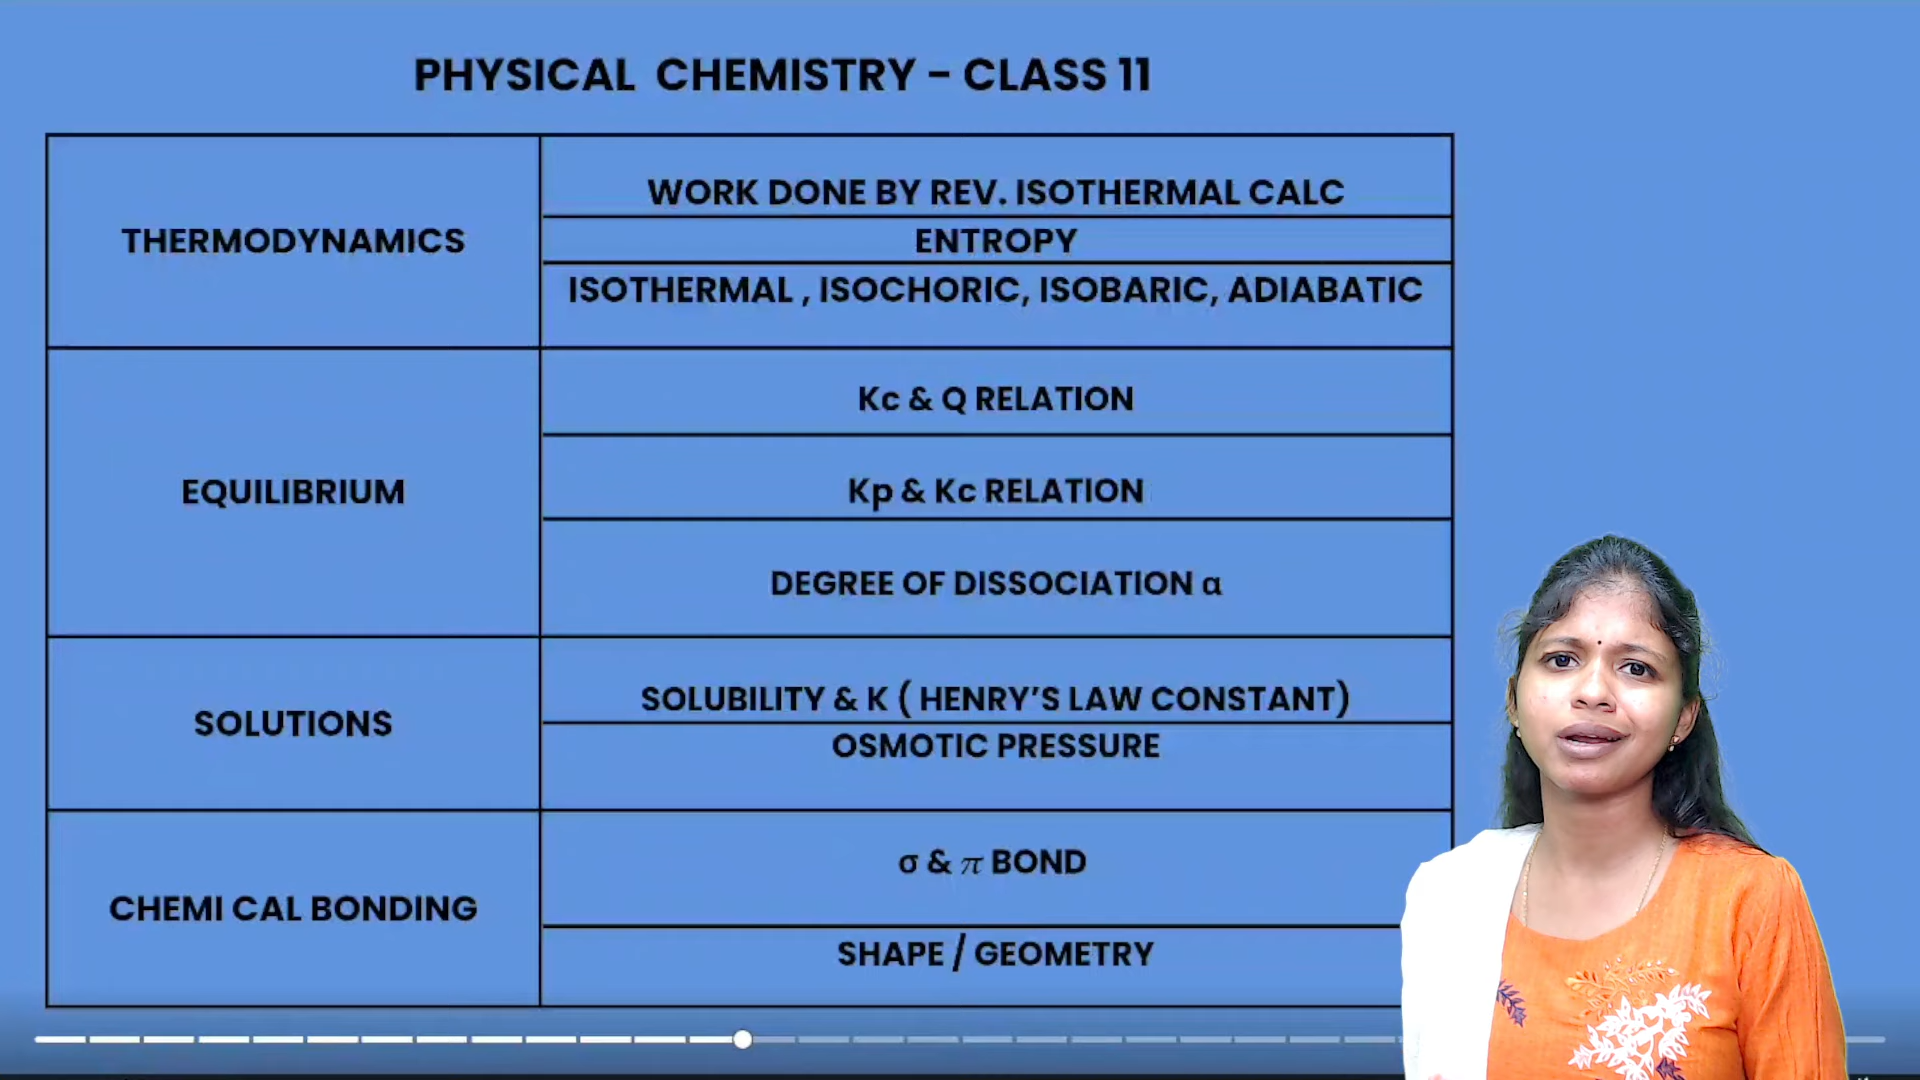 PHYSICAL CHEMISTRY - CLASS 11
THERMODYNAMICS
WORK DONE BY REV. ISOTHERMAL CALC
ENTROPY
ISOTHERMAL , ISOCHORIC, ISOBARIC, ADIABATIC
EQUILIBRIUM
Kc & Q RELATION
Kp & Kc RELATION
DEGREE OF DISSOCIATION α
SOLUTIONS
SOLUBILITY & K ( HENRY'S LAW CONSTANT)
OSMOTIC PRESSURE
CHEMI CAL BONDING
σ & π BOND
SHAPE / GEOMETRY